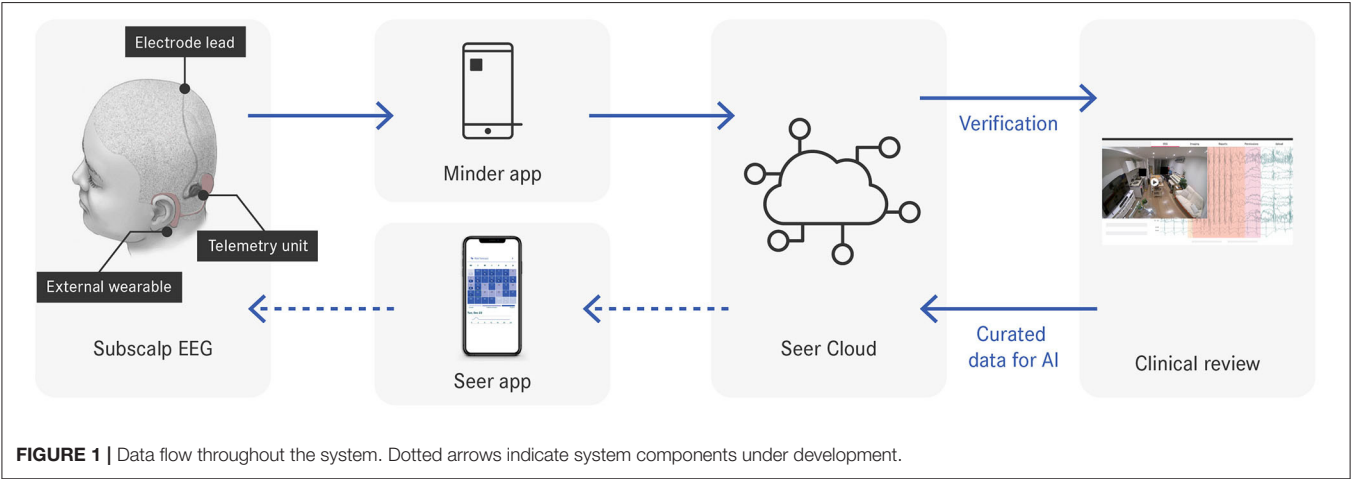 Electrode lead
Telemetry unit
External wearable
Subscalp EEG
Minder app
Seer app
Seer Cloud
Verification
Curated
data for AI
Clinical review
FIGURE 1 | Data flow throughout the system. Dotted arrows indicate system components under development.